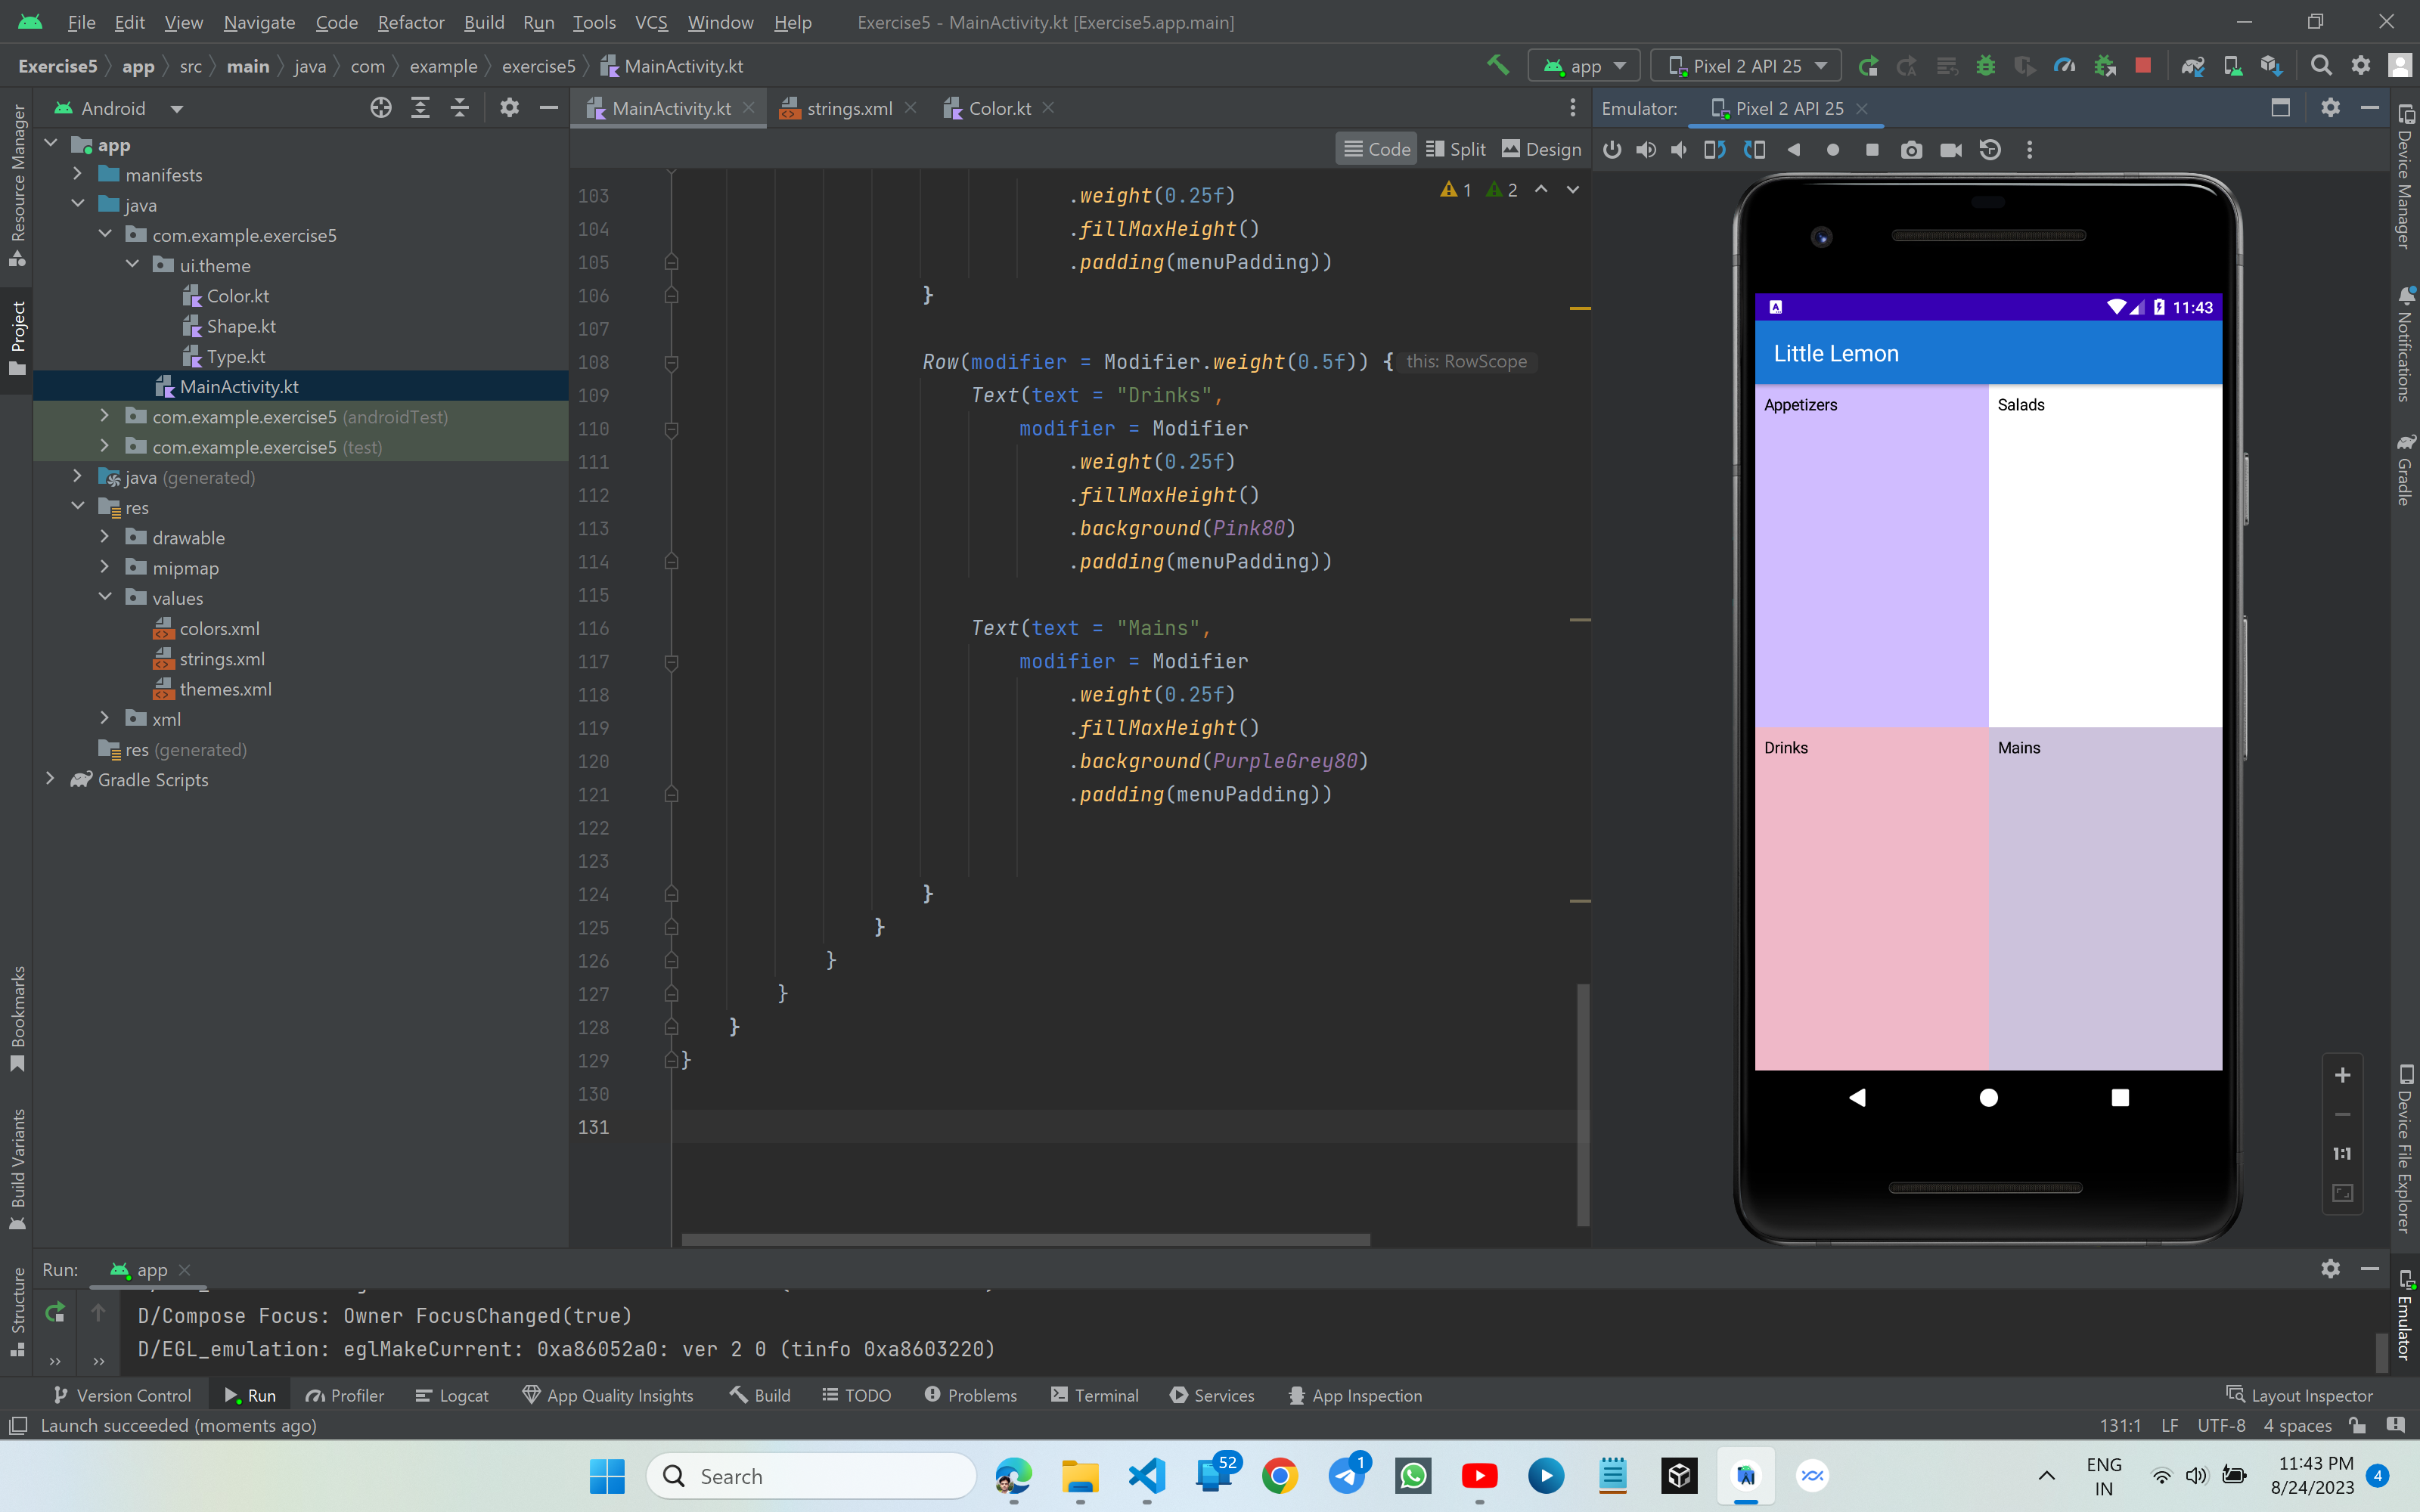 File Edit View Navigate Code Refactor Build Run Tools VCS Window Help Exercise5 - MainActivity.kt [Exercise5.app.main]
Exercise5 app src main java com example exercise5 MainActivity.kt app Pixel 2 API 25
Android MainActivity.kt strings.xml Color.kt Emulator: Pixel 2 API 25
Code Split Design
Resource Manager
Project
Bookmarks
Build Variants
Structure
app
manifests
java
com.example.exercise5
ui.theme
Color.kt
Shape.kt
Type.kt
MainActivity.kt
com.example.exercise5 (androidTest)
com.example.exercise5 (test)
java (generated)
res
drawable
mipmap
values
colors.xml
strings.xml
themes.xml
xml
res (generated)
Gradle Scripts
1 2
103 .weight(0.25f)
104 .fillMaxHeight()
105 .padding(menuPadding))
106 }
107
108 Row(modifier = Modifier.weight(0.5f)) { this: RowScope
109 Text(text = "Drinks",
110 modifier = Modifier
111 .weight(0.25f)
112 .fillMaxHeight()
113 .background(Pink80)
114 .padding(menuPadding))
115
116 Text(text = "Mains",
117 modifier = Modifier
118 .weight(0.25f)
119 .fillMaxHeight()
120 .background(PurpleGrey80)
121 .padding(menuPadding))
122
123
124 }
125 }
126 }
127 }
128 }
129 }
130
131
11:43
Little Lemon
Appetizers Salads
Drinks Mains
1:1
Device Manager
Notifications
Gradle
Device File Explorer
Emulator
Run: app
D/Compose Focus: Owner FocusChanged(true)
D/EGL_emulation: eglMakeCurrent: 0xa86052a0: ver 2 0 (tinfo 0xa8603220)
Version Control Run Profiler Logcat App Quality Insights Build TODO Problems Terminal Services App Inspection Layout Inspector
Launch succeeded (moments ago) 131:1 LF UTF-8 4 spaces
Search 52 1 ENG 11:43 PM
IN 8/24/2023 4